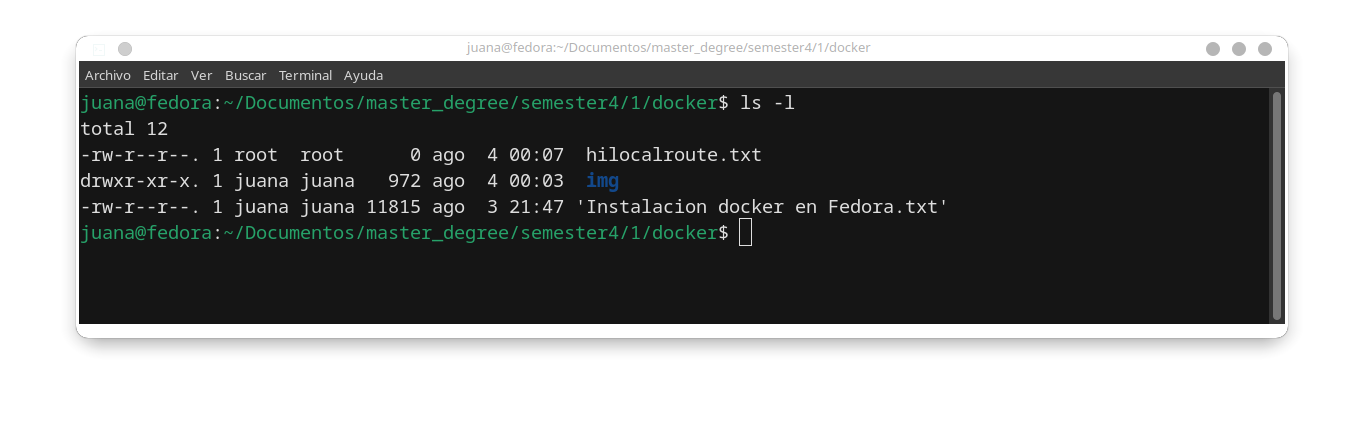 juana@fedora:~/Documentos/master_degree/semester4/1/docker
Archivo Editar Ver Buscar Terminal Ayuda
juana@fedora:~/Documentos/master_degree/semester4/1/docker$ ls -l
total 12
-rw-r--r--. 1 root  root      0 ago  4 00:07  hilocalroute.txt
drwxr-xr-x. 1 juana juana   972 ago  4 00:03  img
-rw-r--r--. 1 juana juana 11815 ago  3 21:47 'Instalacion docker en Fedora.txt'
juana@fedora:~/Documentos/master_degree/semester4/1/docker$